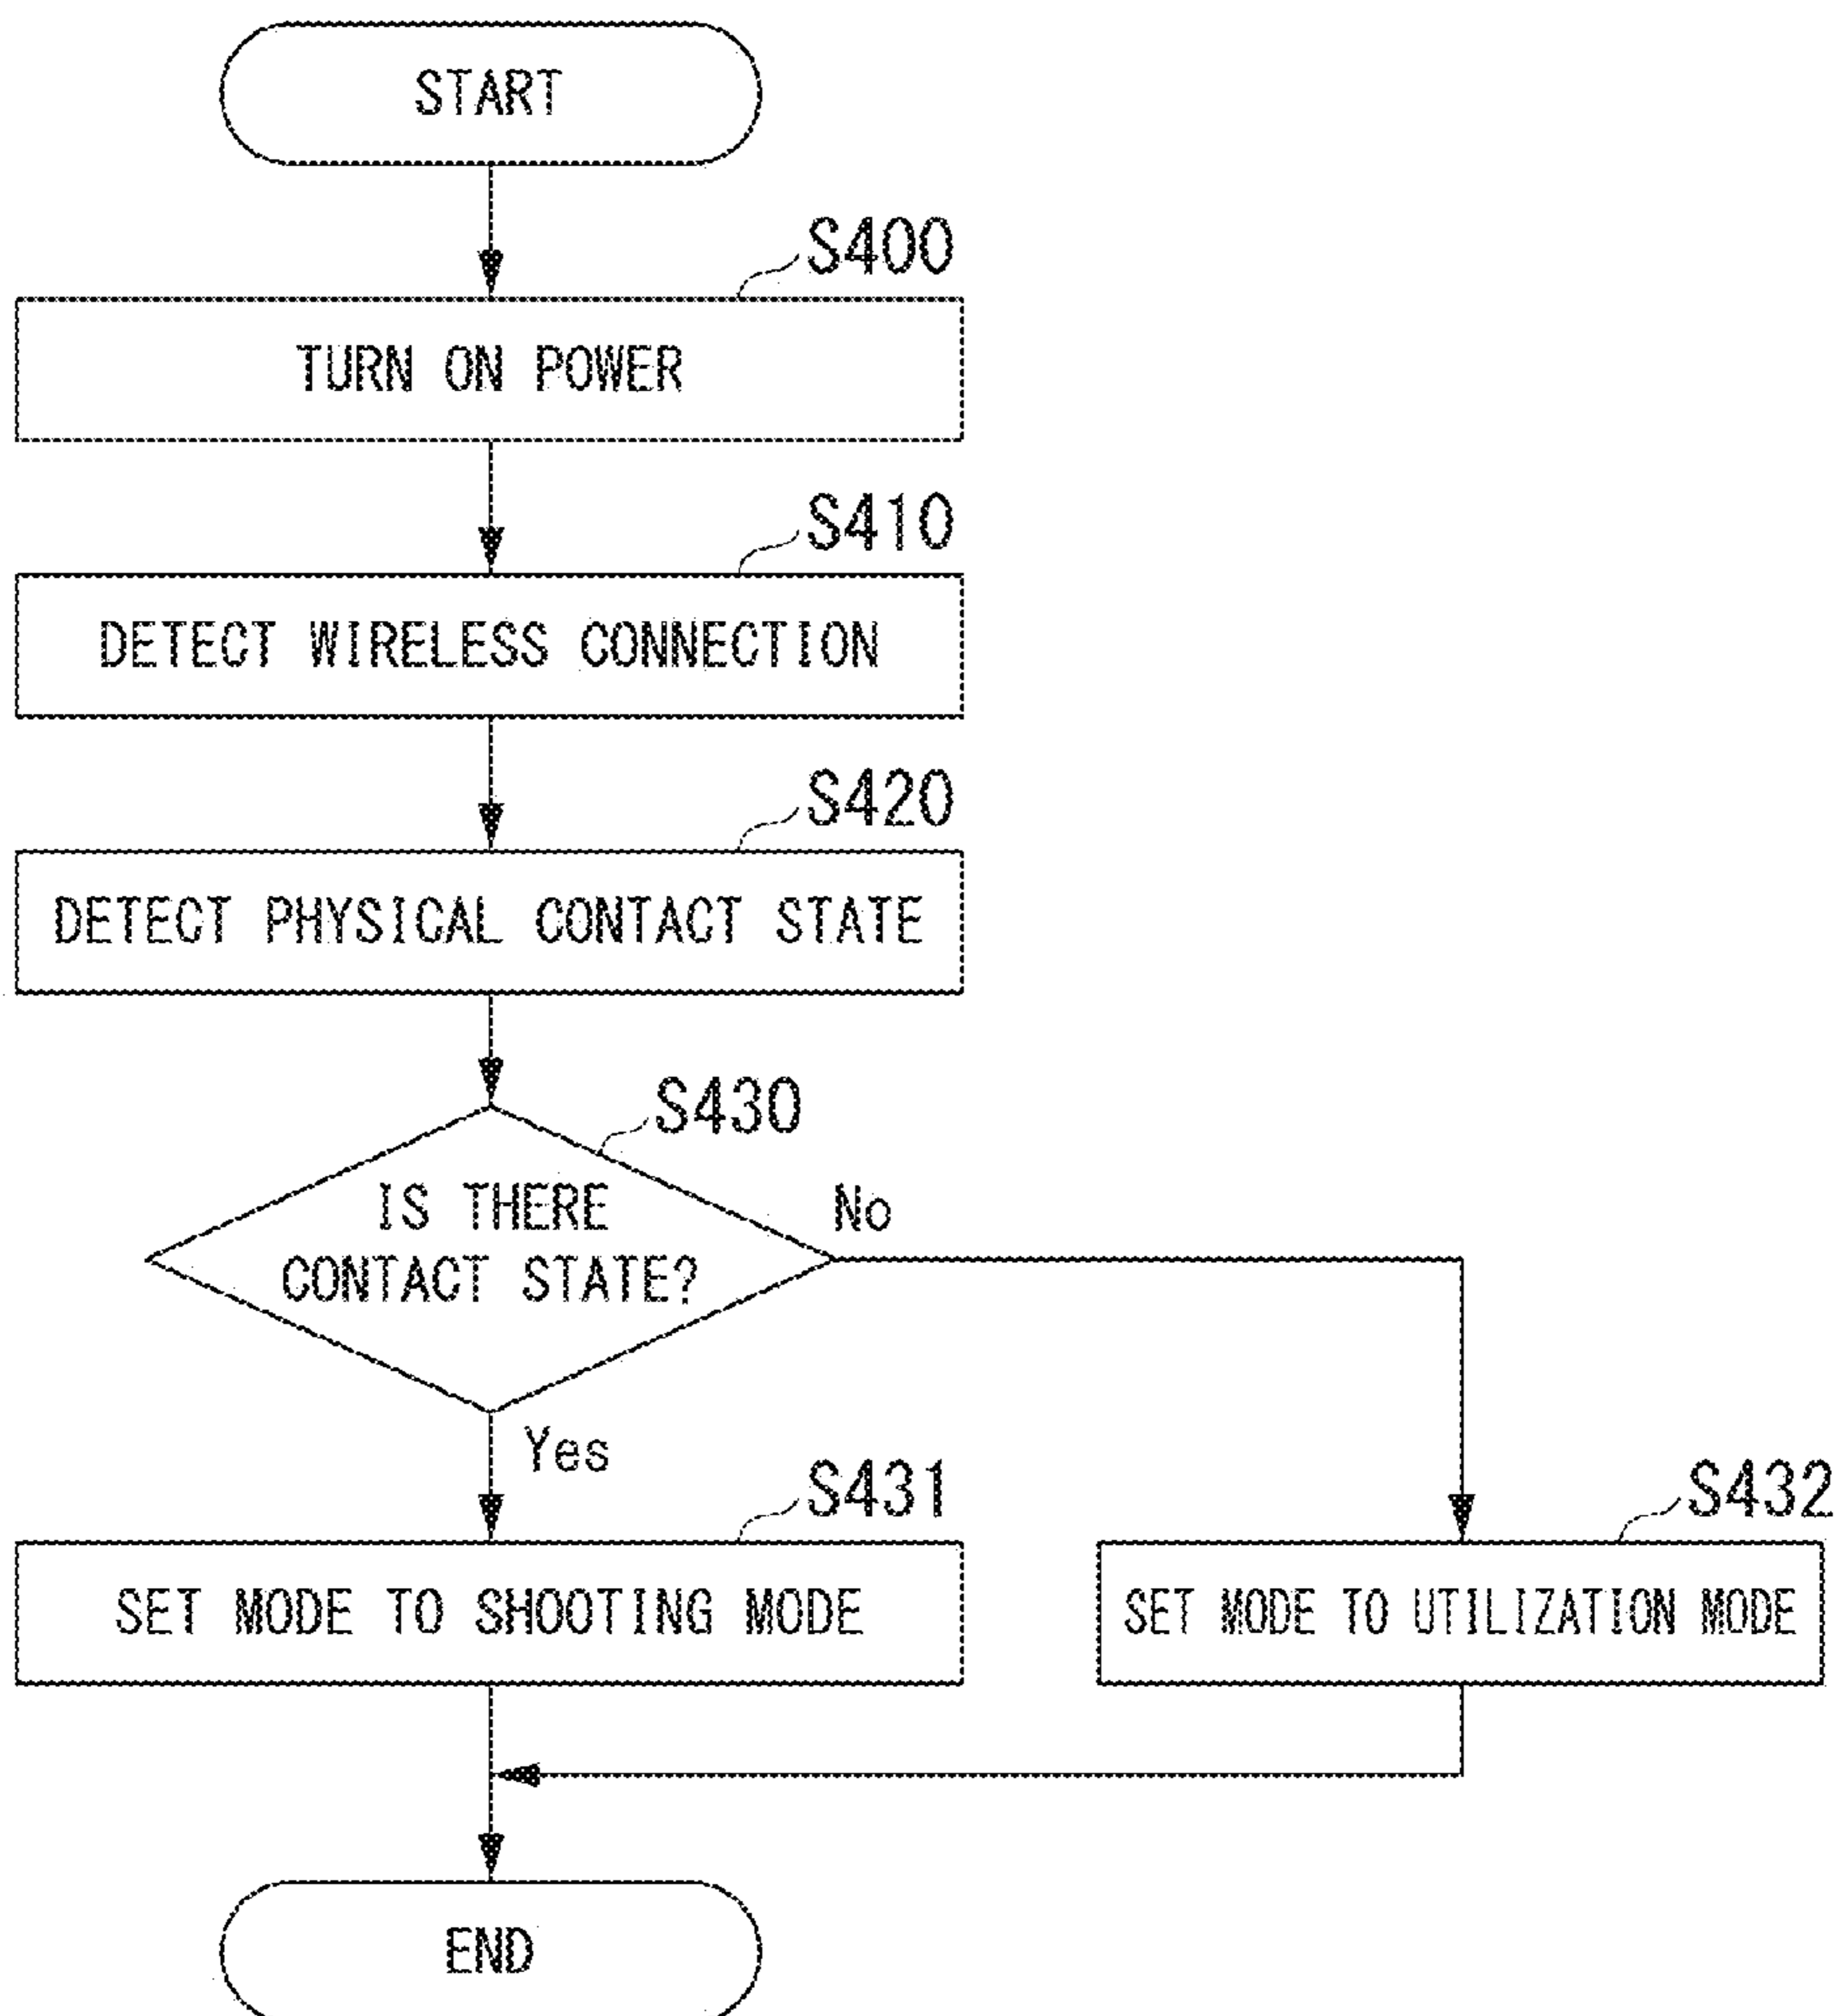 START
S400
TURN ON POWER
S410
DETECT WIRELESS CONNECTION
S420
DETECT PHYSICAL CONTACT STATE
S430
IS THERE
CONTACT STATE?
No
Yes
S431
SET MODE TO SHOOTING MODE
S432
SET MODE TO UTILIZATION MODE
END